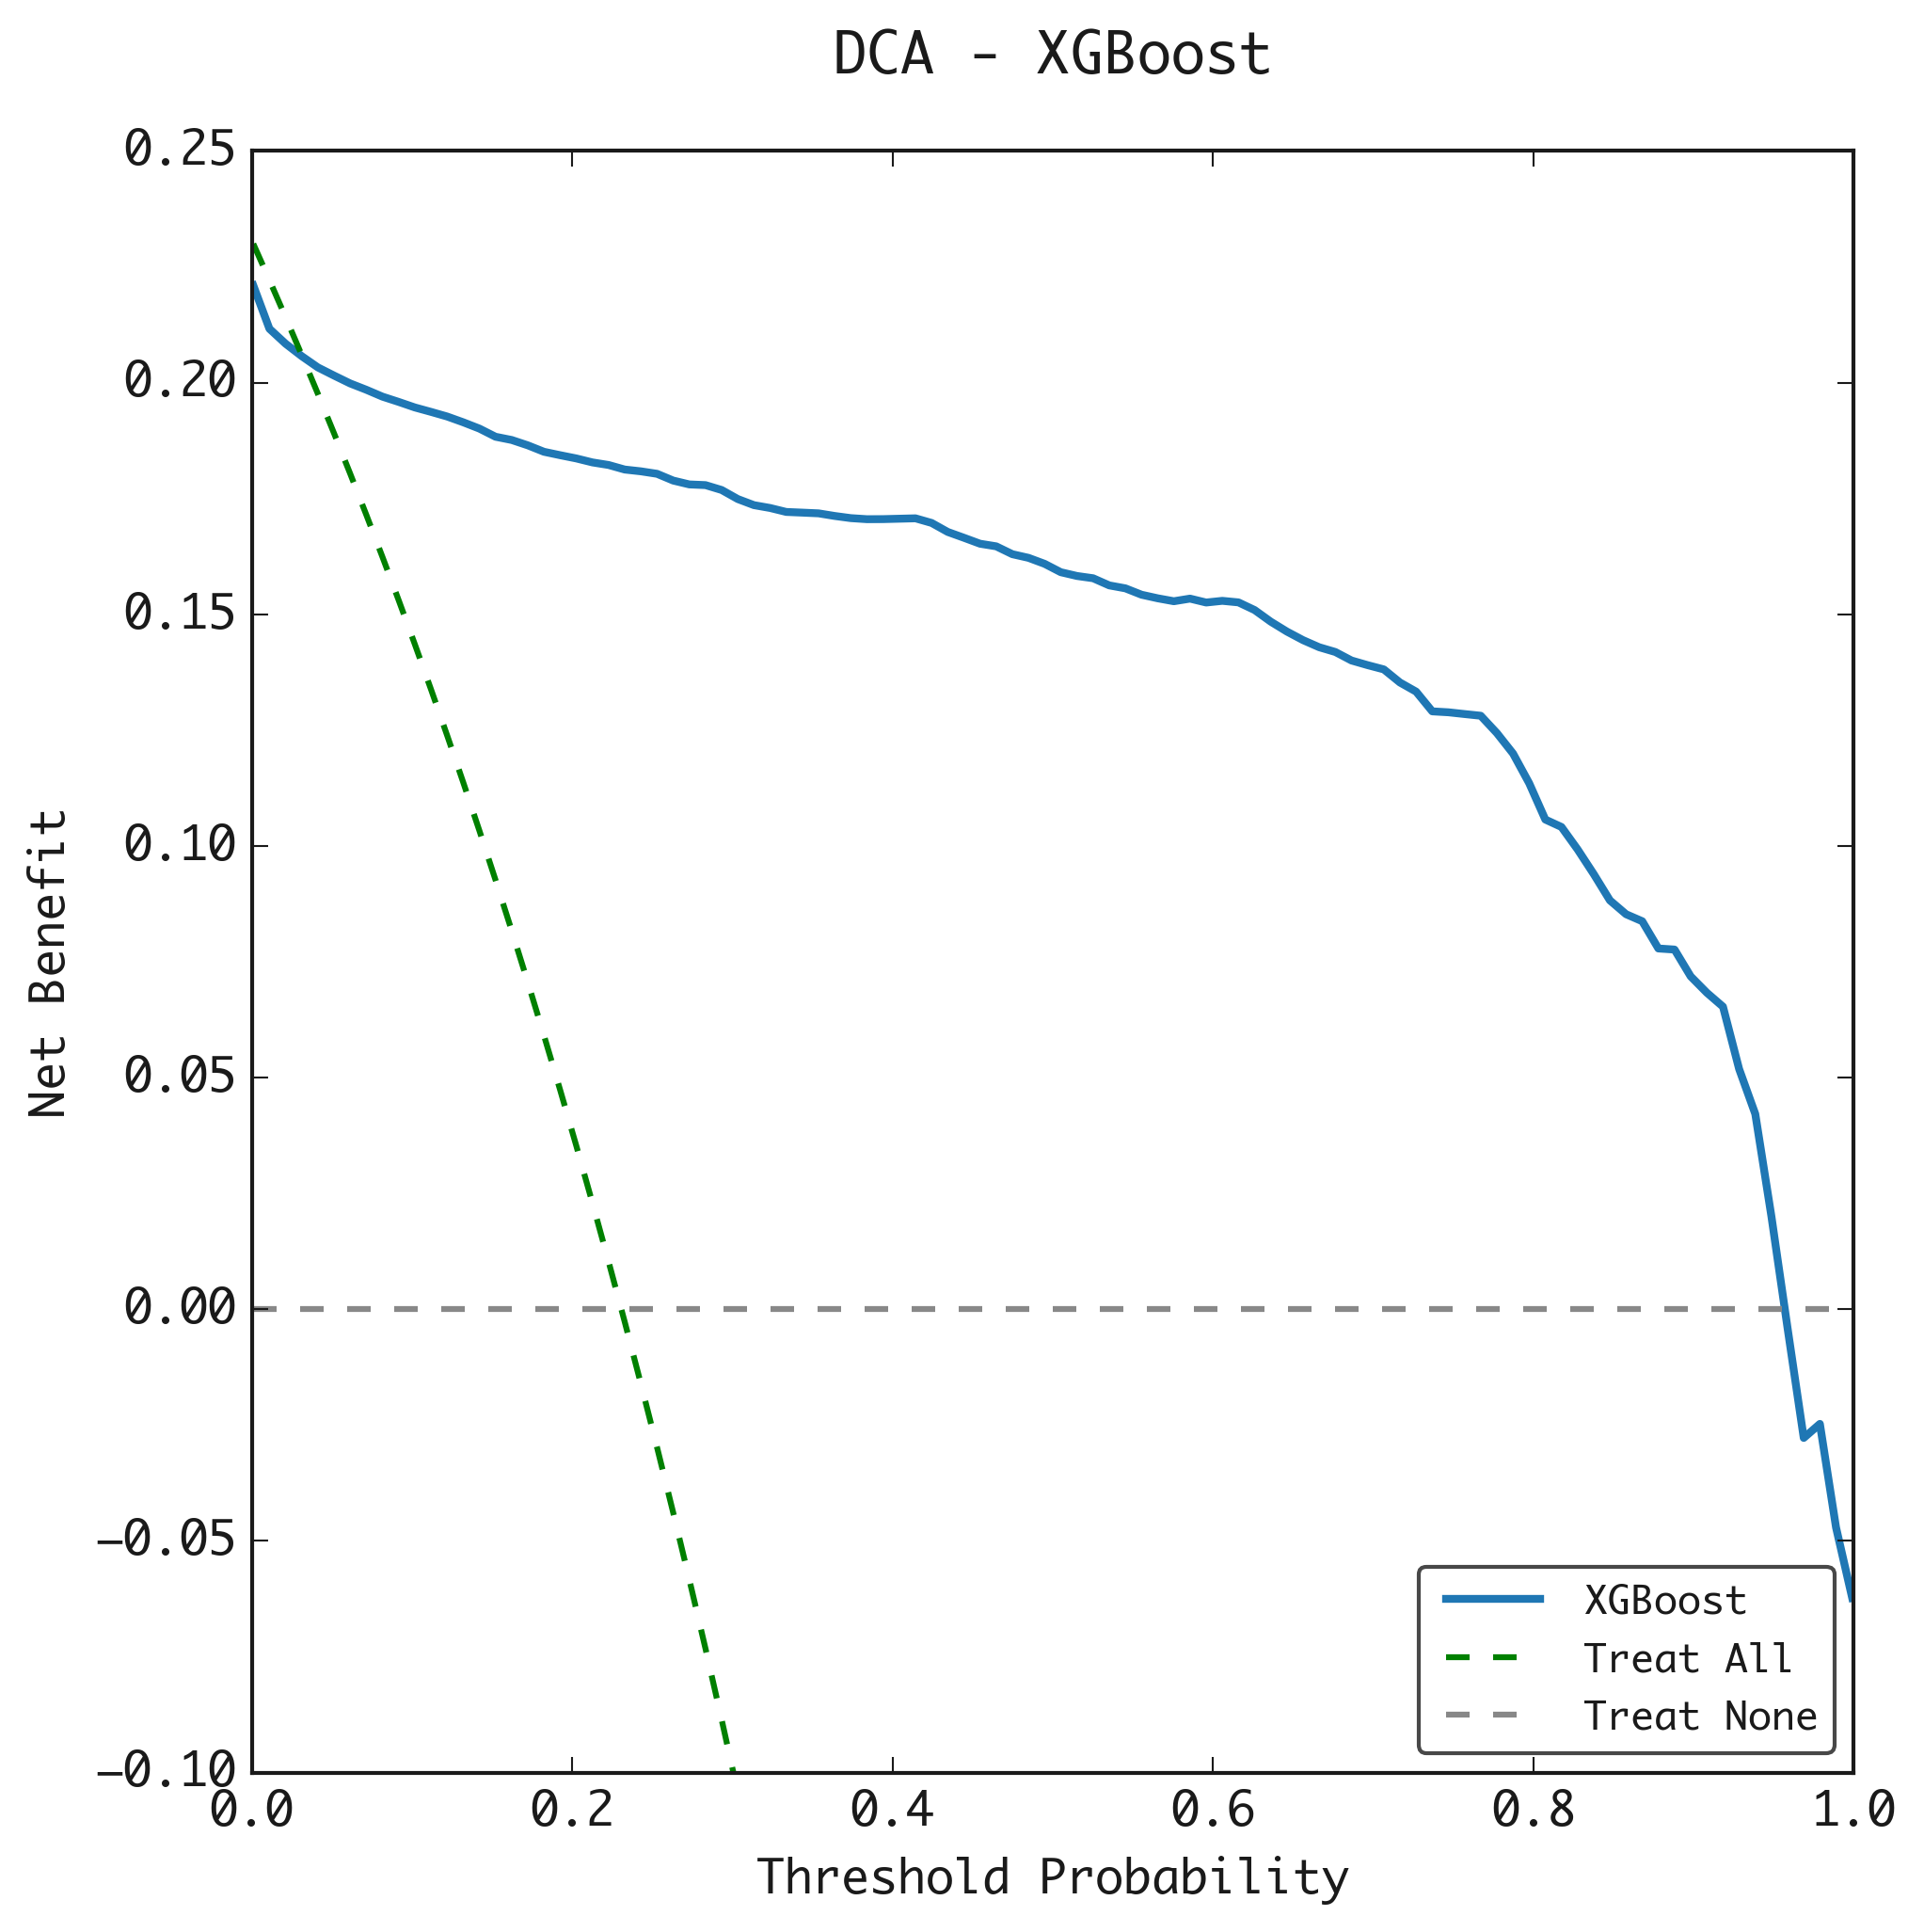 DCA - XGBoost
Net Benefit
0.25
0.20
0.15
0.10
0.05
0.00
−0.05
−0.10
0.0 0.2 0.4 0.6 0.8 1.0
Threshold Probability
XGBoost
Treat All
Treat None